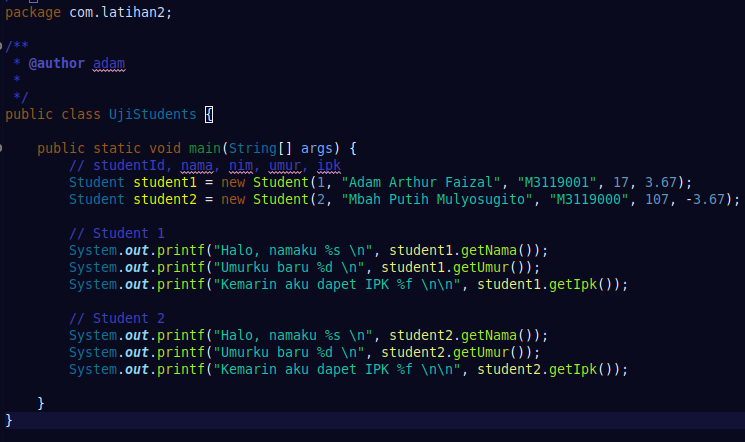 package com.latihan2;
/**
 * @author adam
 *
 */
public class UjiStudents {
    public static void main(String[] args) {
        // studentId, nama, nim, umur, ipk
        Student student1 = new Student(1, "Adam Arthur Faizal", "M3119001", 17, 3.67);
        Student student2 = new Student(2, "Mbah Putih Mulyosugito", "M3119000", 107, -3.67);
        // Student 1
        System.out.printf("Halo, namaku %s \n", student1.getNama());
        System.out.printf("Umurku baru %d \n", student1.getUmur());
        System.out.printf("Kemarin aku dapet IPK %f \n\n", student1.getIpk());
        // Student 2
        System.out.printf("Halo, namaku %s \n", student2.getNama());
        System.out.printf("Umurku baru %d \n", student2.getUmur());
        System.out.printf("Kemarin aku dapet IPK %f \n\n", student2.getIpk());
    }
}